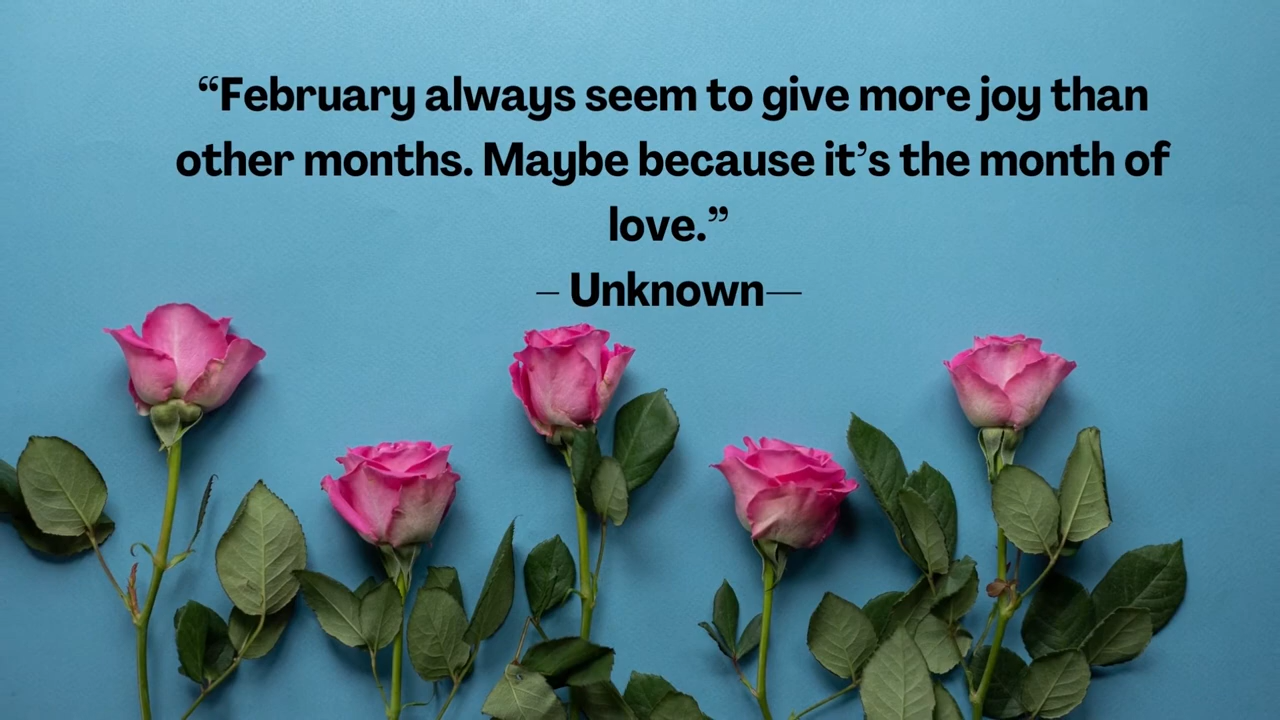 “February always seem to give more joy than
other months. Maybe because it’s the month of
love.”
– Unknown—